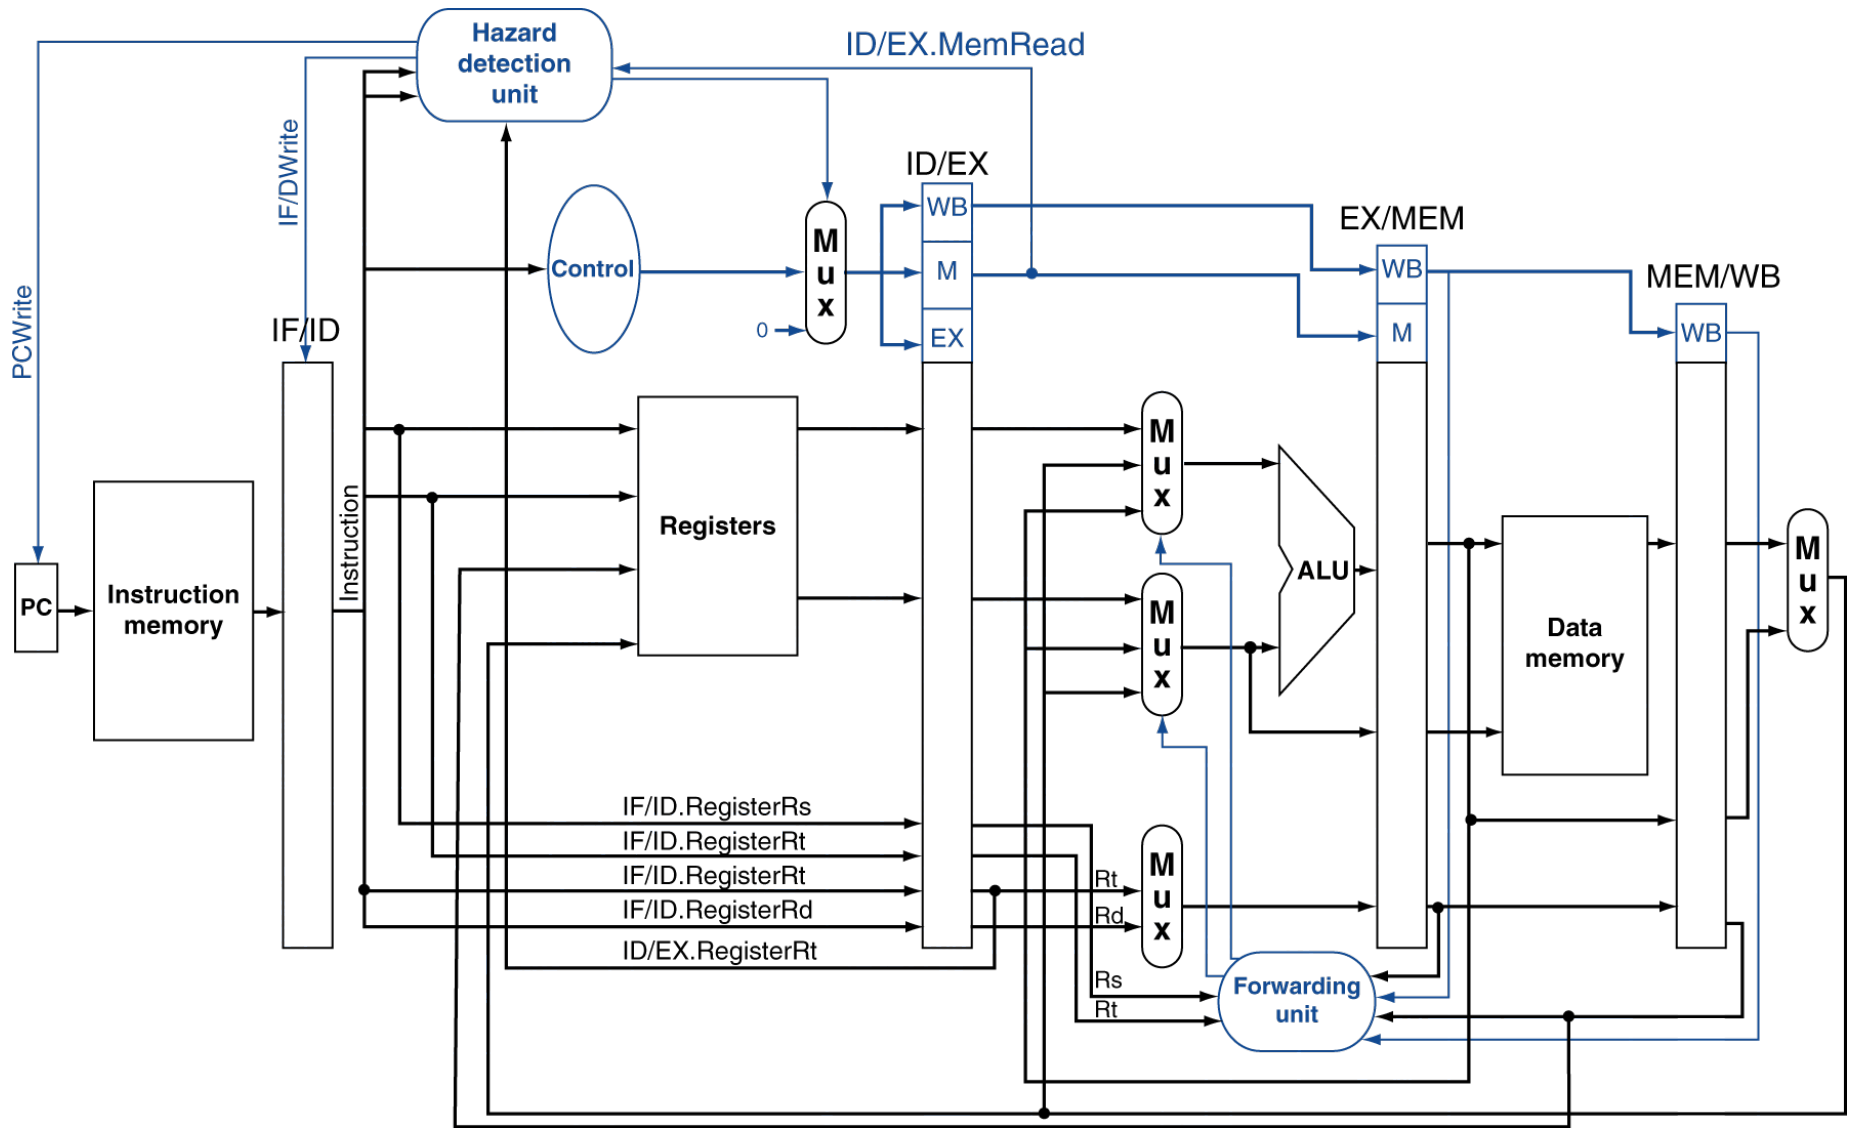 Hazard
detection
unit
ID/EX.MemRead
IF/DWrite
PCWrite
ID/EX
WB
M
EX
Control
0
M
u
x
EX/MEM
WB
M
MEM/WB
WB
IF/ID
PC
Instruction
memory
Instruction
Registers
M
u
x
M
u
x
ALU
Data
memory
M
u
x
IF/ID.RegisterRs
IF/ID.RegisterRt
IF/ID.RegisterRt
IF/ID.RegisterRd
ID/EX.RegisterRt
Rt
Rd
M
u
x
Rs
Rt
Forwarding
unit